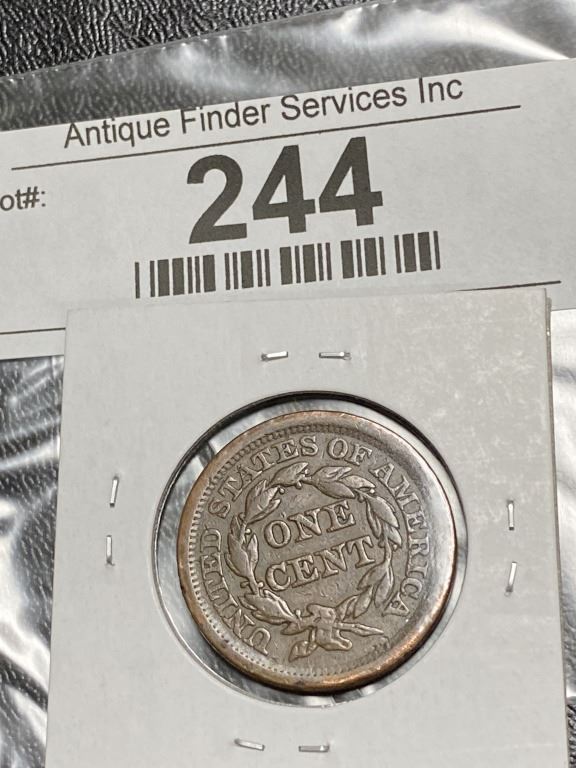 Antique Finder Services Inc
ot#:
244
UNITED STATES OF AMERICA
ONE
CENT